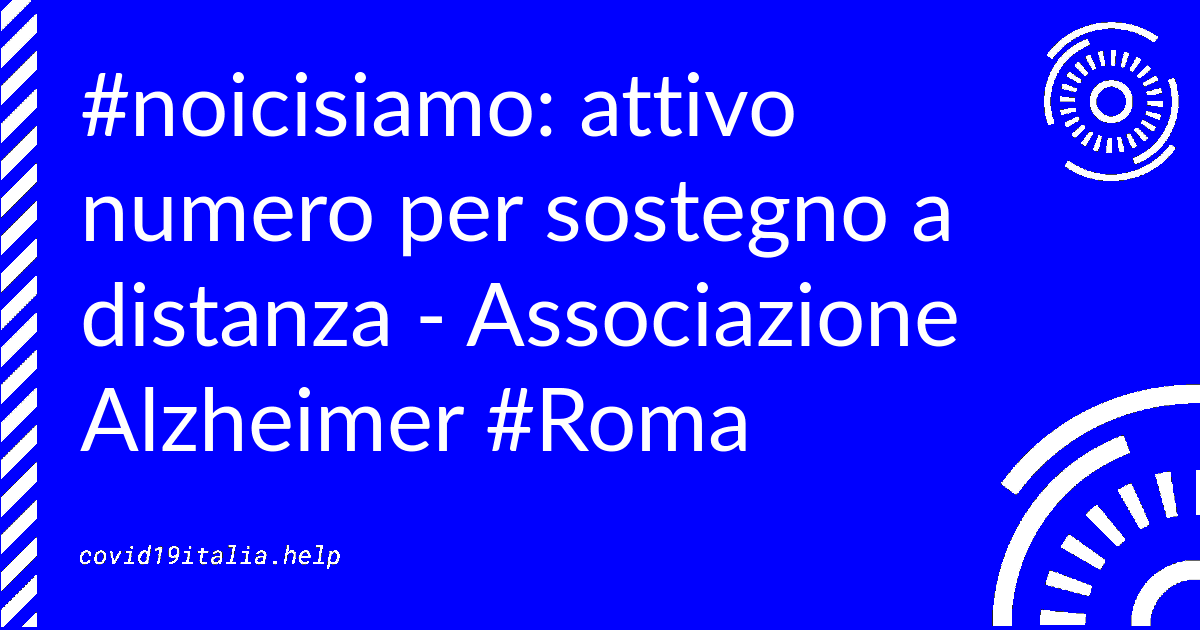 #noicisiamo: attivo
numero per sostegno a
distanza - Associazione
Alzheimer #Roma
covid19italia.help